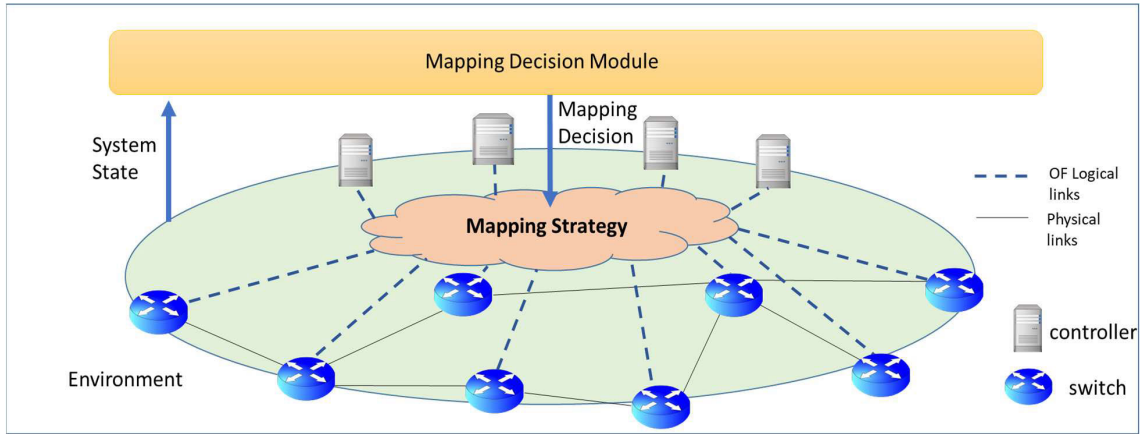 Mapping Decision Module
System
State
Mapping
Decision
Mapping Strategy
OF Logical
links
Physical
links
controller
switch
Environment